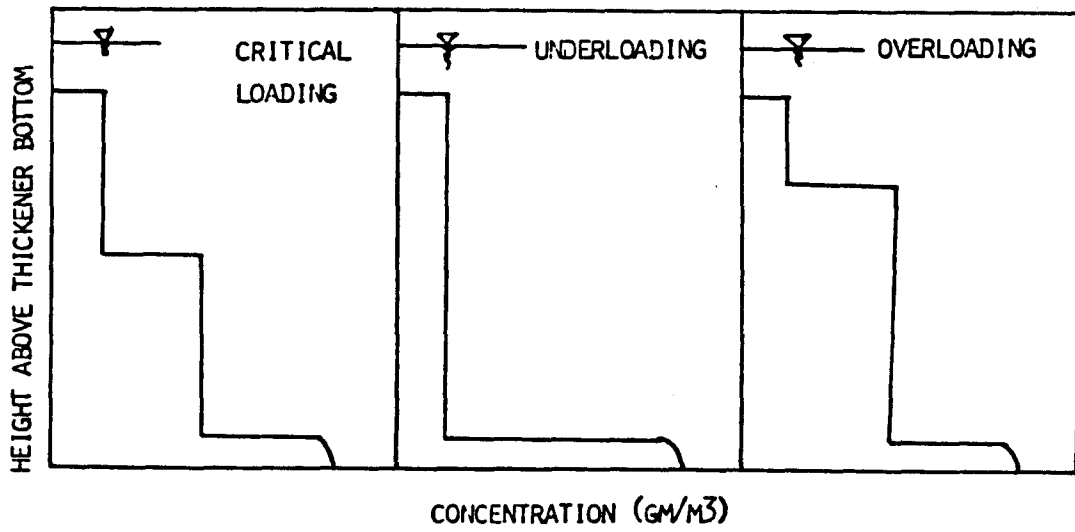 CRITICAL
LOADING
UNDERLOADING
OVERLOADING
HEIGHT ABOVE THICKENER BOTTOM
CONCENTRATION (GM/M3)